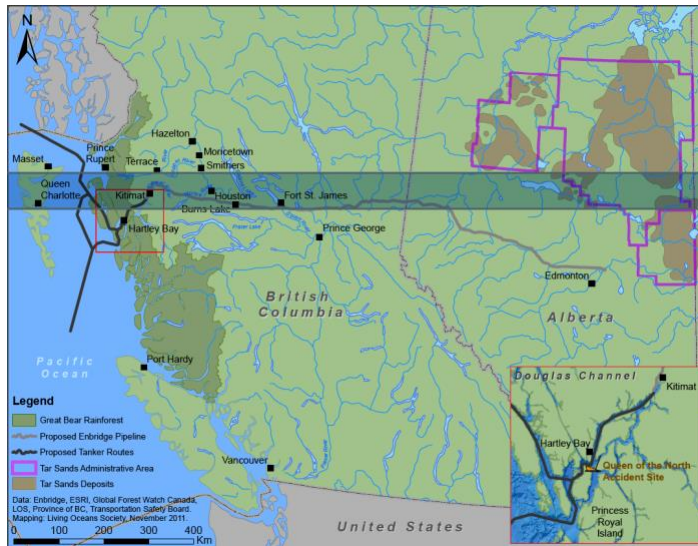 N
Hazelton
Moricetown
Smithers
Prince
Rupert
Masset
Terrace
Queen
Charlotte
Kitimat
Houston
Burns Lake
Fort St. James
Hartley Bay
Fraser Lake
Prince George
Edmonton
British
Columbia
Alberta
Pacific
Ocean
Port Hardy
Vancouver
United States
Legend
Great Bear Rainforest
Proposed Enbridge Pipeline
Proposed Tanker Routes
Tar Sands Administrative Area
Tar Sands Deposits
Data: Enbridge, ESRI, Global Forest Watch Canada,
LOS, Province of BC, Transportation Safety Board.
Mapping: Living Oceans Society, November 2011.
0 100 200 300 400
Km
Douglas Channel
Kitimat
Hartley Bay
Queen of the North
Accident Site
Princess
Royal
Island